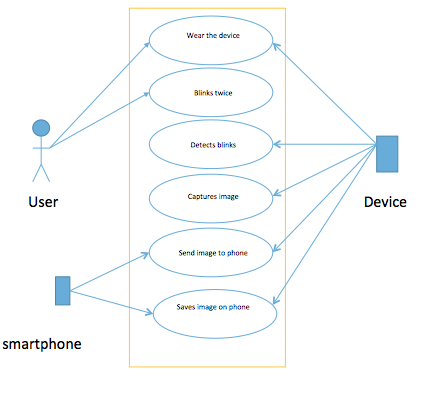 Wear the device
Blinks twice
Detects blinks
Captures image
User
Device
Send image to phone
Saves image on phone
smartphone